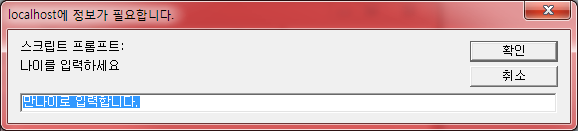 localhost에 정보가 필요합니다.
스크립트 프롬프트:
나이를 입력하세요
확인
취소
만나이로 입력합니다.